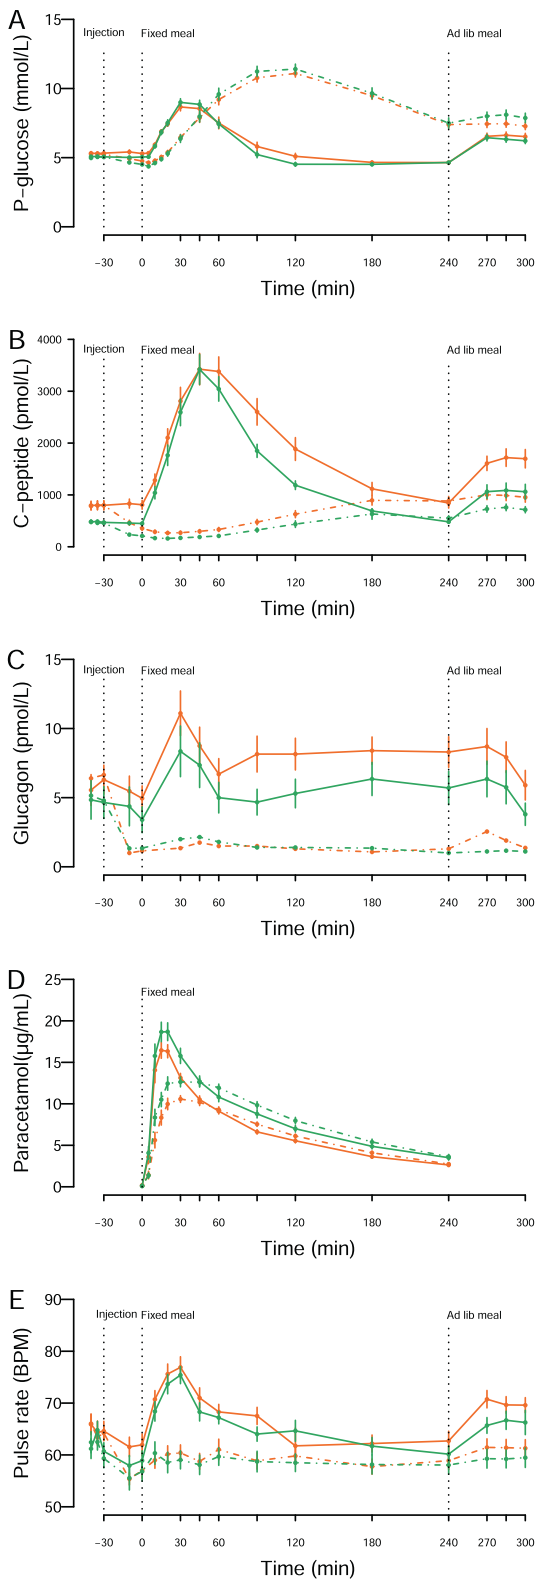 A
P−glucose (mmol/L)
15
10
5
0
Injection
Fixed meal
Ad lib meal
−30 0 30 60 120 180 240 270 300
Time (min)
B
C−peptide (pmol/L)
4000
3000
2000
1000
0
Injection
Fixed meal
Ad lib meal
−30 0 30 60 120 180 240 270 300
Time (min)
C
Glucagon (pmol/L)
15
10
5
0
Injection
Fixed meal
Ad lib meal
−30 0 30 60 120 180 240 270 300
Time (min)
D
Paracetamol(µg/mL)
25
20
15
10
5
0
Fixed meal
−30 0 30 60 120 180 240 300
Time (min)
E
Pulse rate (BPM)
90
80
70
60
50
Injection
Fixed meal
Ad lib meal
−30 0 30 60 120 180 240 270 300
Time (min)